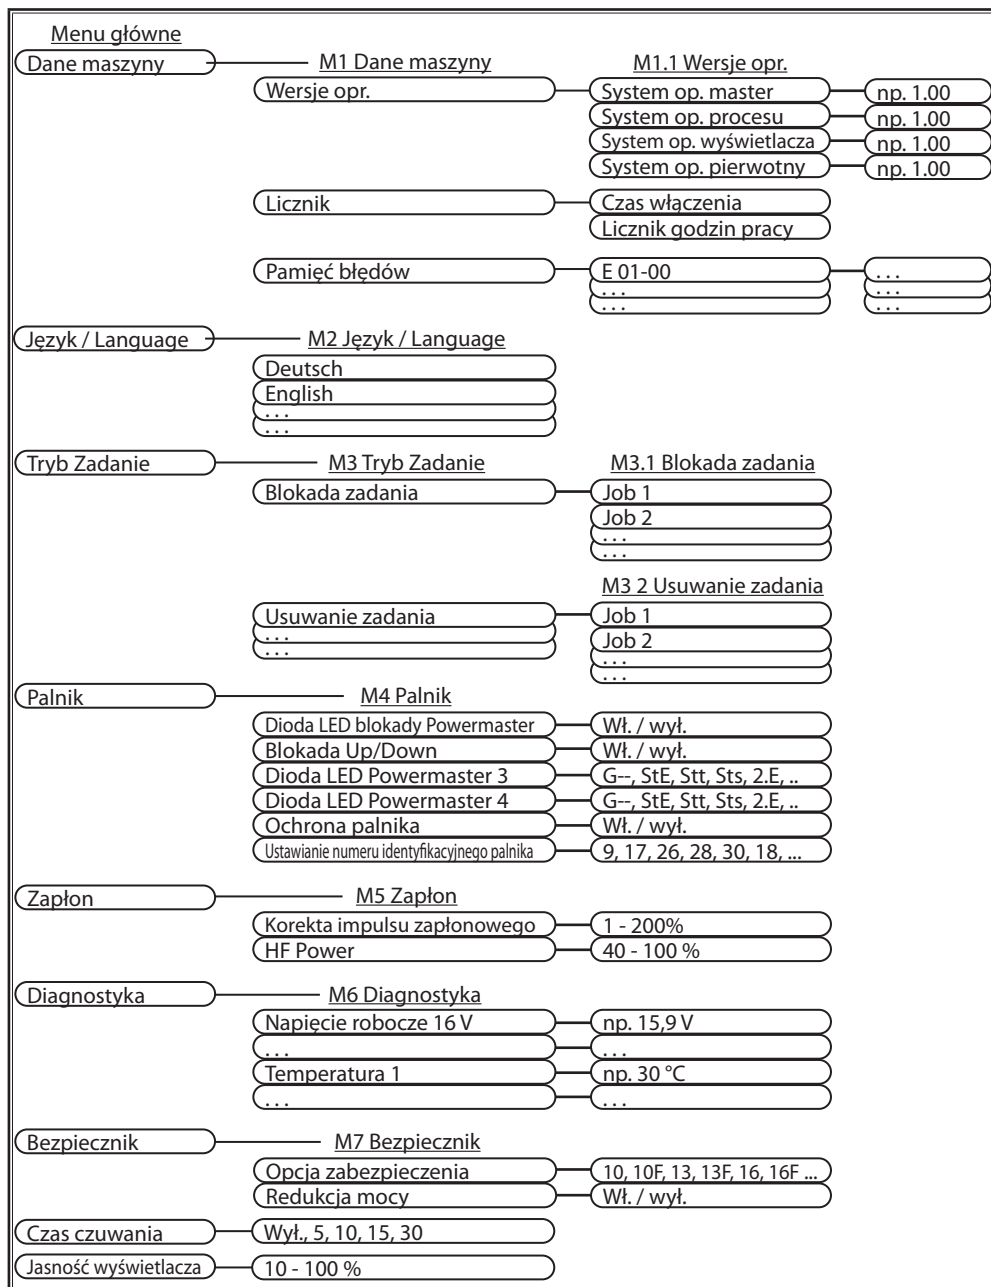 Menu główne
Dane maszyny M1 Dane maszyny M1.1 Wersje opr.
Wersje opr. System op. master np. 1.00
System op. procesu np. 1.00
System op. wyświetlacza np. 1.00
System op. pierwotny np. 1.00
Licznik Czas włączenia
Licznik godzin pracy
Pamięć błędów E 01-00 . . .
. . . . . .
. . . . . .
Język / Language M2 Język / Language
Deutsch
English
. . .
. . .
Tryb Zadanie M3 Tryb Zadanie M3.1 Blokada zadania
Blokada zadania Job 1
Job 2
. . .
. . .
M3 2 Usuwanie zadania
Usuwanie zadania Job 1
. . . Job 2
. . . . . .
. . .
Palnik M4 Palnik
Dioda LED blokady Powermaster Wł. / wył.
Blokada Up/Down Wł. / wył.
Dioda LED Powermaster 3 G--, StE, Stt, Sts, 2.E, ..
Dioda LED Powermaster 4 G--, StE, Stt, Sts, 2.E, ..
Ochrona palnika Wł. / wył.
Ustawianie numeru identyfikacyjnego palnika 9, 17, 26, 28, 30, 18, ...
Zapłon M5 Zapłon
Korekta impulsu zapłonowego 1 - 200%
HF Power 40 - 100 %
Diagnostyka M6 Diagnostyka
Napięcie robocze 16 V np. 15,9 V
. . . . . .
Temperatura 1 np. 30 °C
. . . . . .
Bezpiecznik M7 Bezpiecznik
Opcja zabezpieczenia 10, 10F, 13, 13F, 16, 16F ...
Redukcja mocy Wł. / wył.
Czas czuwania Wył., 5, 10, 15, 30
Jasność wyświetlacza 10 - 100 %